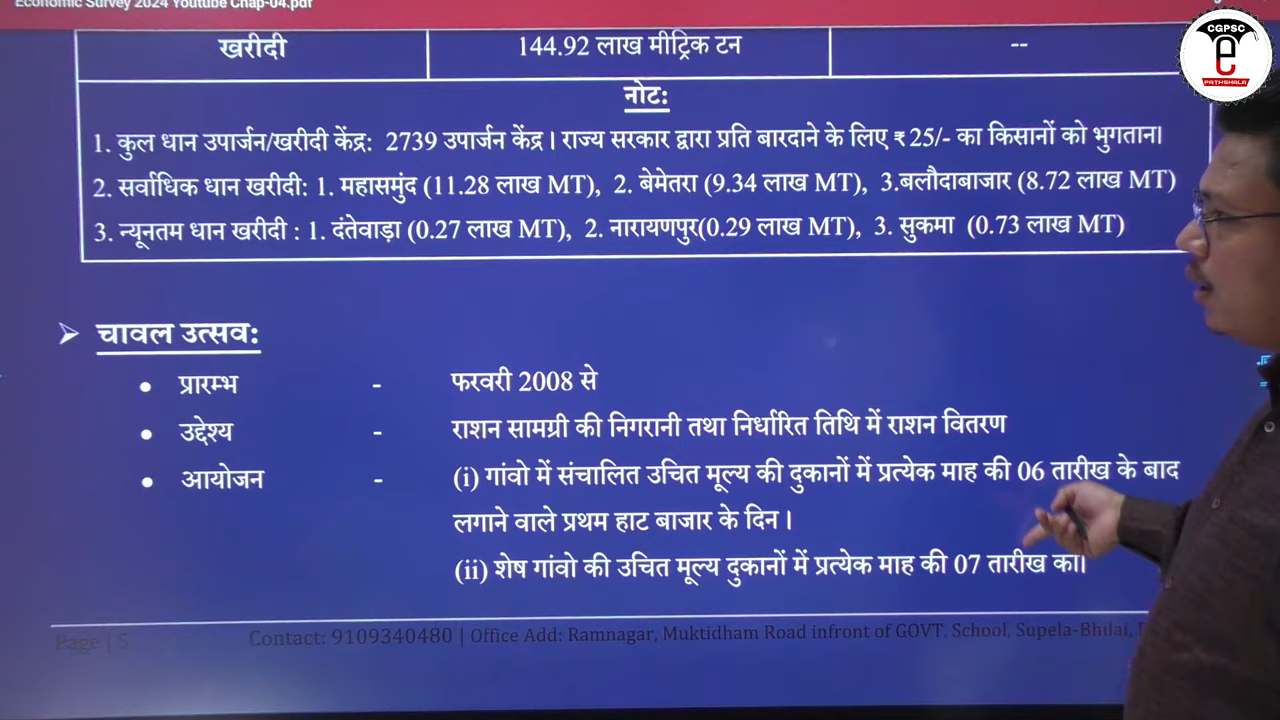 Economic Survey 2024 Youtube Chap-04.pdf
CGPSC
e
PATHSHALA
खरीदी 144.92 लाख मीट्रिक टन --
नोट:
1. कुल धान उपार्जन/खरीदी केंद्र: 2739 उपार्जन केंद्र। राज्य सरकार द्वारा प्रति बारदाने के लिए ₹25/- का किसानों को भुगतान।
2. सर्वाधिक धान खरीदी: 1. महासमुंद (11.28 लाख MT), 2. बेमेतरा (9.34 लाख MT), 3.बलौदाबाजार (8.72 लाख MT)
3. न्यूनतम धान खरीदी : 1. दंतेवाड़ा (0.27 लाख MT), 2. नारायणपुर(0.29 लाख MT), 3. सुकमा (0.73 लाख MT)
➢ चावल उत्सव:
• प्रारम्भ - फरवरी 2008 से
• उद्देश्य - राशन सामग्री की निगरानी तथा निर्धारित तिथि में राशन वितरण
• आयोजन - (i) गांवो में संचालित उचित मूल्य की दुकानों में प्रत्येक माह की 06 तारीख के बाद
लगाने वाले प्रथम हाट बाजार के दिन।
(ii) शेष गांवो की उचित मूल्य दुकानों में प्रत्येक माह की 07 तारीख का।
Page | 5 Contact: 9109340480 | Office Add: Ramnagar, Muktidham Road infront of GOVT. School, Supela-Bhilai,